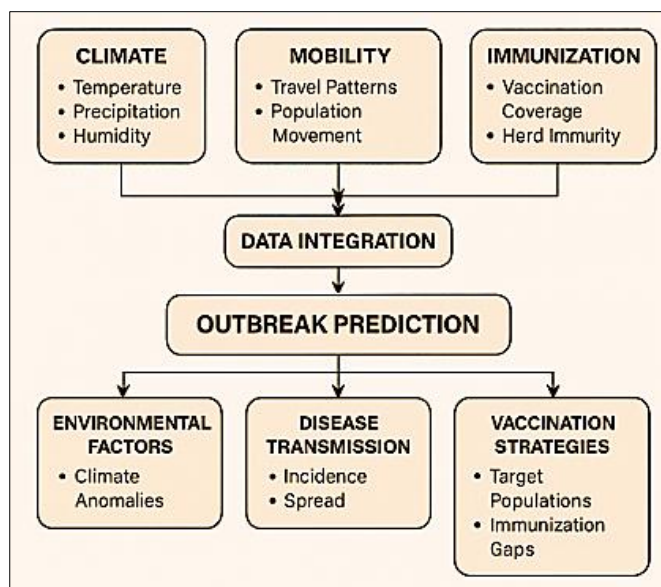 CLIMATE
• Temperature
• Precipitation
• Humidity
MOBILITY
• Travel Patterns
• Population
Movement
IMMUNIZATION
• Vaccination
Coverage
• Herd Immurity
DATA INTEGRATION
OUTBREAK PREDICTION
ENVIRONMENTAL
FACTORS
• Climate
Anomalies
DISEASE
TRANSMISSION
• Incidence
• Spread
VACCINATION
STRATEGIES
• Target
Populations
• Immunization
Gaps